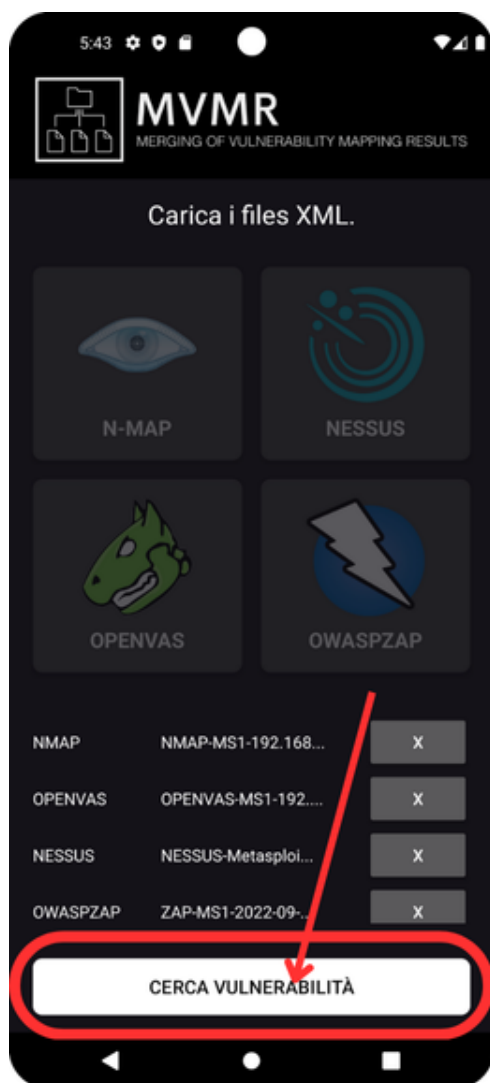 5:43
MVMR
MERGING OF VULNERABILITY MAPPING RESULTS
Carica i files XML.
N-MAP NESSUS
OPENVAS OWASPZAP
NMAP NMAP-MS1-192.168... X
OPENVAS OPENVAS-MS1-192.... X
NESSUS NESSUS-Metasploi... X
OWASPZAP ZAP-MS1-2022-09-... X
CERCA VULNERABILITÀ